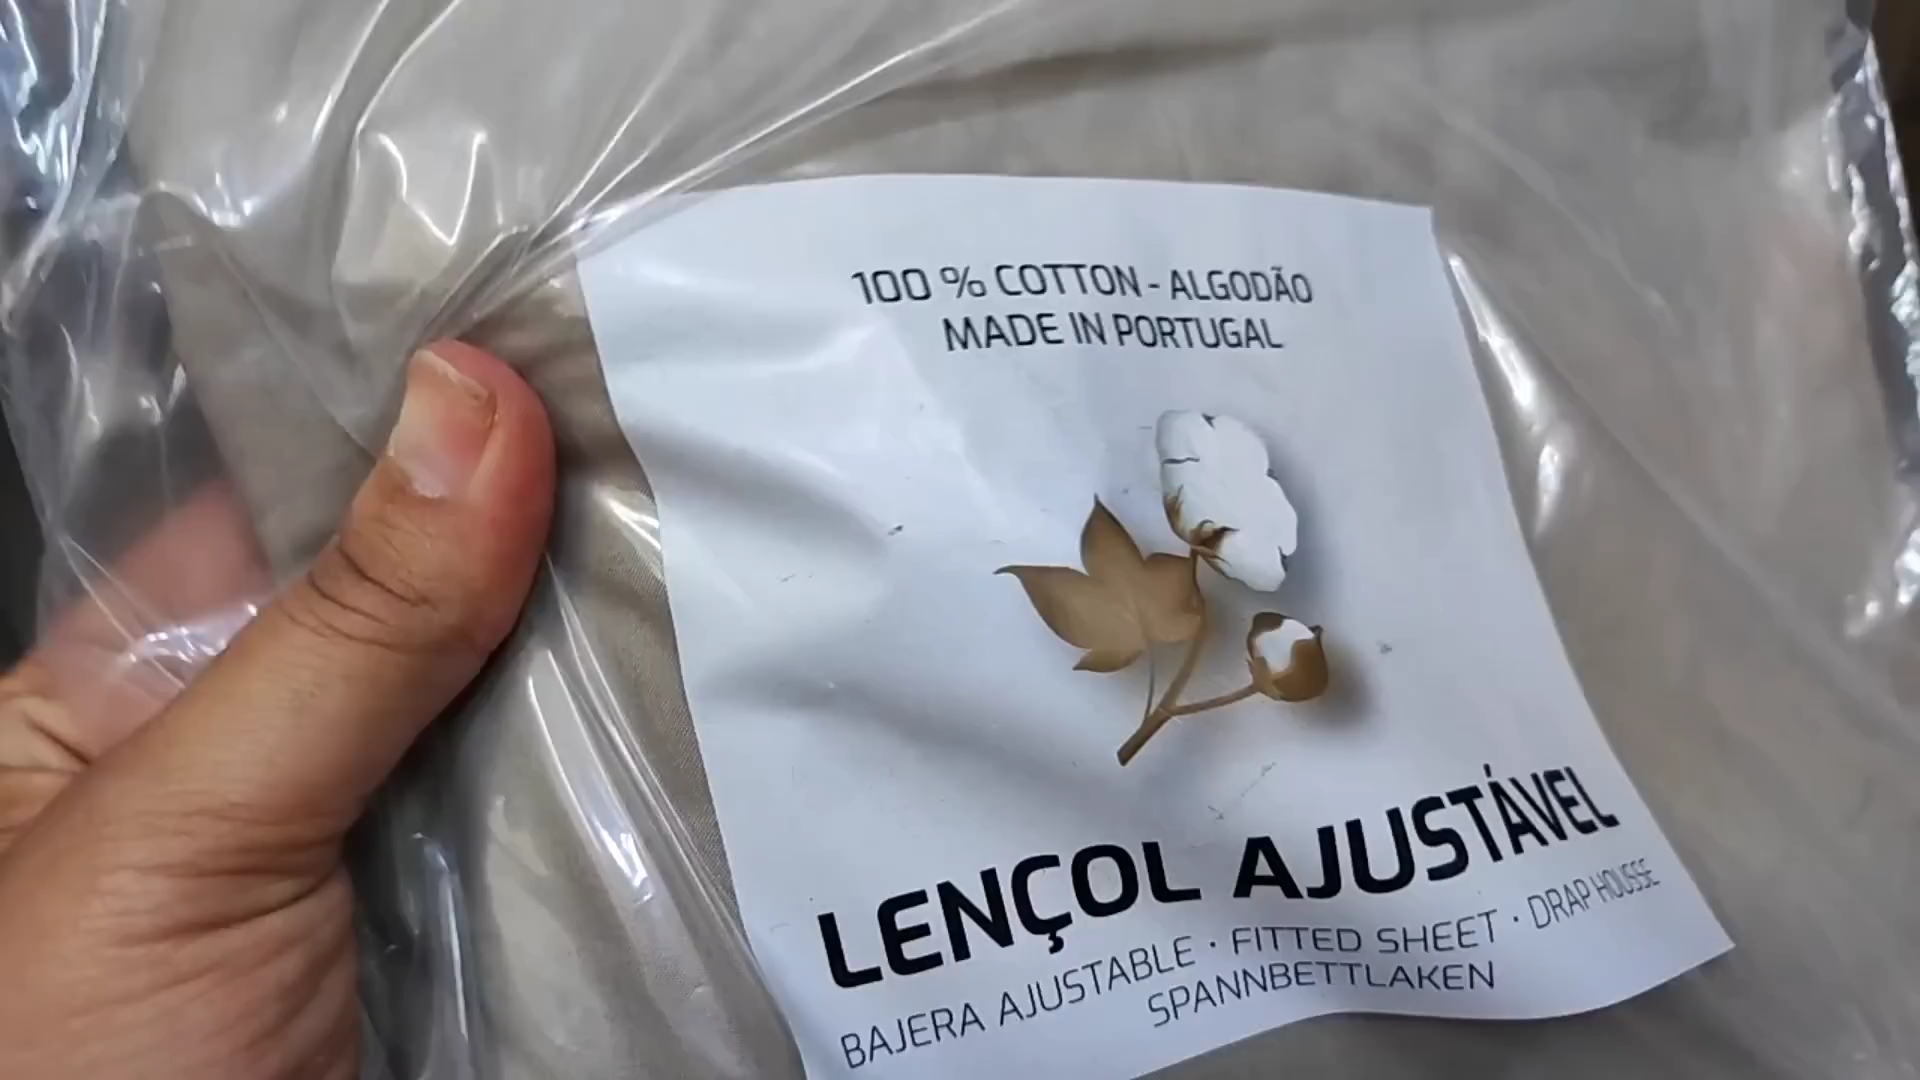 100 % COTTON - ALGODÃO
MADE IN PORTUGAL
LENÇOL AJUSTÁVEL
BAJERA AJUSTABLE · FITTED SHEET · DRAP HOUSSE
SPANNBETTLAKEN